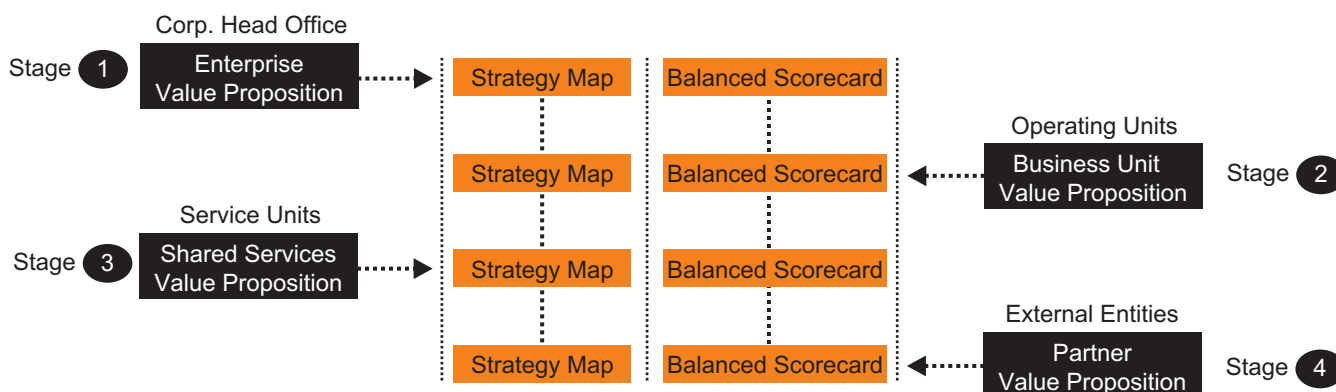 Corp. Head Office
Stage 1
Enterprise
Value Proposition
Strategy Map
Balanced Scorecard
Operating Units
Strategy Map
Balanced Scorecard
Business Unit
Value Proposition
Stage 2
Service Units
Stage 3
Shared Services
Value Proposition
Strategy Map
Balanced Scorecard
External Entities
Strategy Map
Balanced Scorecard
Partner
Value Proposition
Stage 4